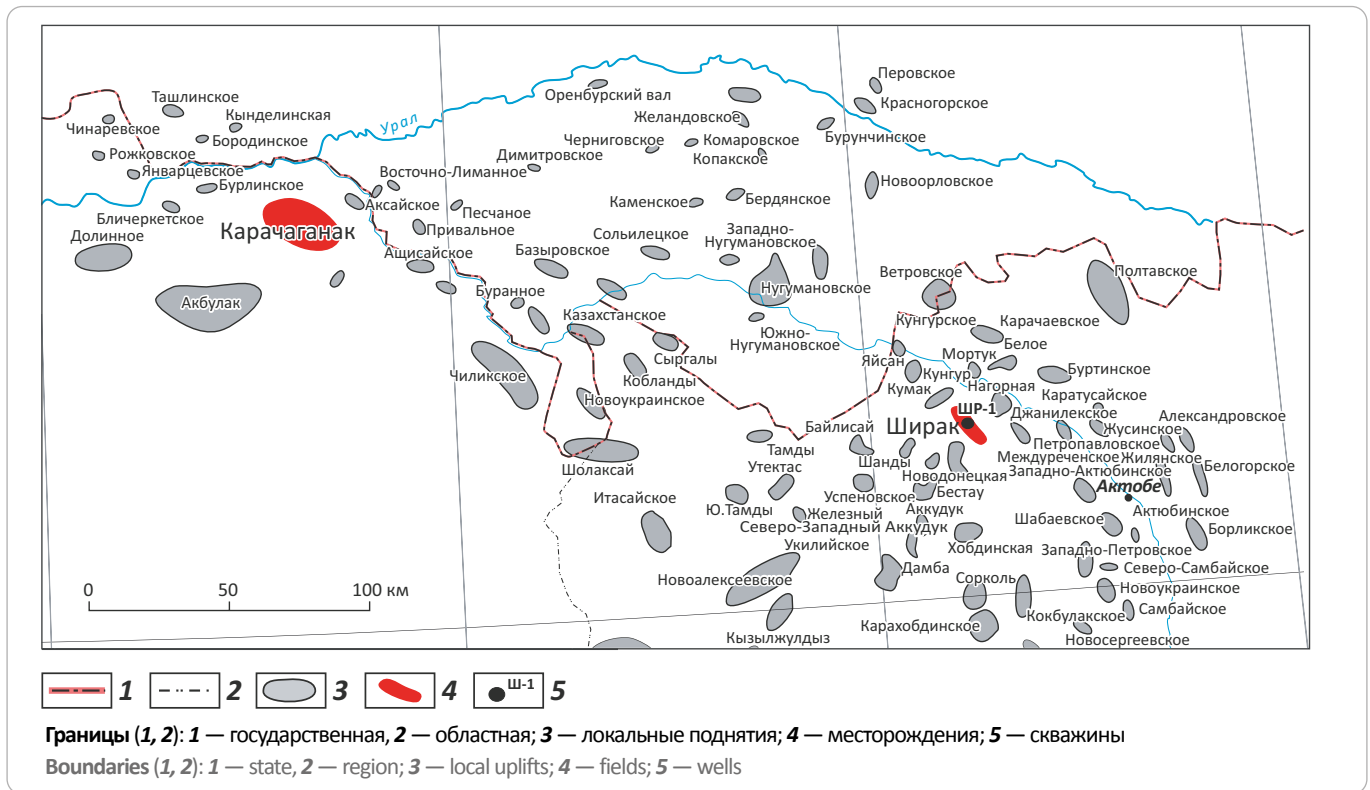 Перовское
Ташлинское
Оренбургский вал
Красногорское
Кынделинская
Желандовское
Чинаревское
Урал
Бородинское
Черниговское
Комаровское
Бурунчинское
Рожковское
Димитровское
Копакское
Январцевское
Восточно-Лиманное
Бурлинское
Новоорловское
Аксайское
Каменское
Бердянское
Бличеркетское
Песчаное
Карачаганак
Привальное
Долинное
Сольилецкое
Западно-
Нугумановское
Ащисайское
Базыровское
Ветровское
Полтавское
Нугумановское
Акбулак
Буранное
Казахстанское
Кунгурское
Карачаевское
Южно-
Нугумановское
Белое
Яйсан
Мортук
Сыргалы
Чиликское
Кобланды
Кунгур
Буртинское
Кумак
Нагорная
Новоукраинское
Каратусайское
ШР-1
Джанилекское
Александровское
Байлисай
Ширак
Жусинское
Петропавловское
Тамды
Междуреченское
Жилянское
Шолаксай
Утектас
Шанды
Западно-Актюбинское
Белогорское
Новодонецкая
Актобе
Итасайское
Успеновское
Бестау
Ю.Тамды
Железный
Аккудук
Актюбинское
Северо-Западный Аккудук
Шабаевское
Борликское
Укилийское
Хобдинская
Западно-Петровское
Дамба
Северо-Самбайское
Новоалексеевское
Сорколь
Новоукраинское
0
50
100 км
Кокбулакское
Самбайское
Карахобдинское
Кызылжулдыз
Новосергеевское
1
2
3
4
Ш-1
5
Границы (1, 2): 1 — государственная, 2 — областная; 3 — локальные поднятия; 4 — месторождения; 5 — скважины
Boundaries (1, 2): 1 — state, 2 — region; 3 — local uplifts; 4 — fields; 5 — wells